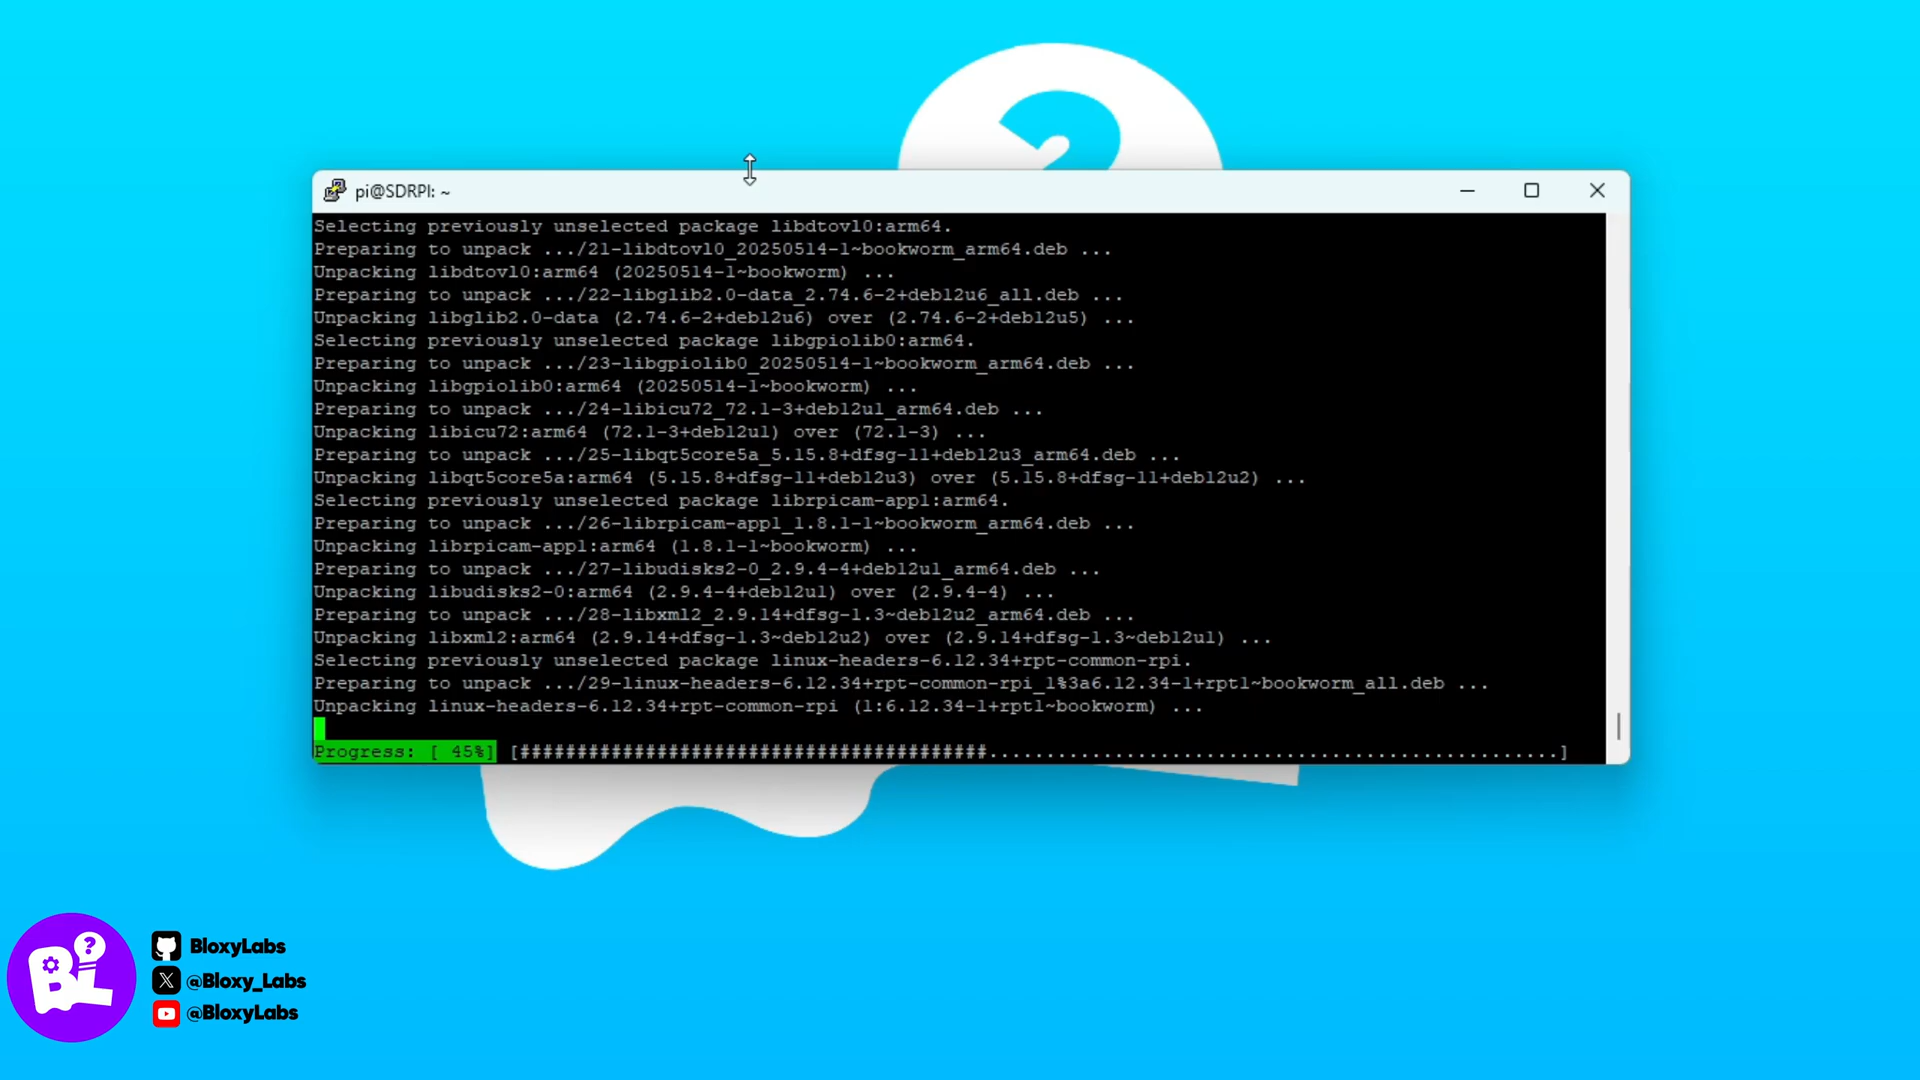 ?
pi@SDRPI: ~
Selecting previously unselected package libdtovl0:arm64.
Preparing to unpack .../21-libdtovl0_20250514-1~bookworm_arm64.deb ...
Unpacking libdtovl0:arm64 (20250514-1~bookworm) ...
Preparing to unpack .../22-libglib2.0-data_2.74.6-2+deb12u6_all.deb ...
Unpacking libglib2.0-data (2.74.6-2+deb12u6) over (2.74.6-2+deb12u5) ...
Selecting previously unselected package libgpiolib0:arm64.
Preparing to unpack .../23-libgpiolib0_20250514-1~bookworm_arm64.deb ...
Unpacking libgpiolib0:arm64 (20250514-1~bookworm) ...
Preparing to unpack .../24-libicu72_72.1-3+deb12u1_arm64.deb ...
Unpacking libicu72:arm64 (72.1-3+deb12u1) over (72.1-3) ...
Preparing to unpack .../25-libqt5core5a_5.15.8+dfsg-11+deb12u3_arm64.deb ...
Unpacking libqt5core5a:arm64 (5.15.8+dfsg-11+deb12u3) over (5.15.8+dfsg-11+deb12u2) ...
Selecting previously unselected package librpicam-app1:arm64.
Preparing to unpack .../26-librpicam-app1_1.8.1-1~bookworm_arm64.deb ...
Unpacking librpicam-app1:arm64 (1.8.1-1~bookworm) ...
Preparing to unpack .../27-libudisks2-0_2.9.4-4+deb12u1_arm64.deb ...
Unpacking libudisks2-0:arm64 (2.9.4-4+deb12u1) over (2.9.4-4) ...
Preparing to unpack .../28-libxml2_2.9.14+dfsg-1.3~deb12u2_arm64.deb ...
Unpacking libxml2:arm64 (2.9.14+dfsg-1.3~deb12u2) over (2.9.14+dfsg-1.3~deb12u1) ...
Selecting previously unselected package linux-headers-6.12.34+rpt-common-rpi.
Preparing to unpack .../29-linux-headers-6.12.34+rpt-common-rpi_1%3a6.12.34-1+rpt1~bookworm_all.deb ...
Unpacking linux-headers-6.12.34+rpt-common-rpi (1:6.12.34-1+rpt1~bookworm) ...
Progress: [ 45%] [#########################################..................................................]
BL?
BloxyLabs
@Bloxy_Labs
@BloxyLabs